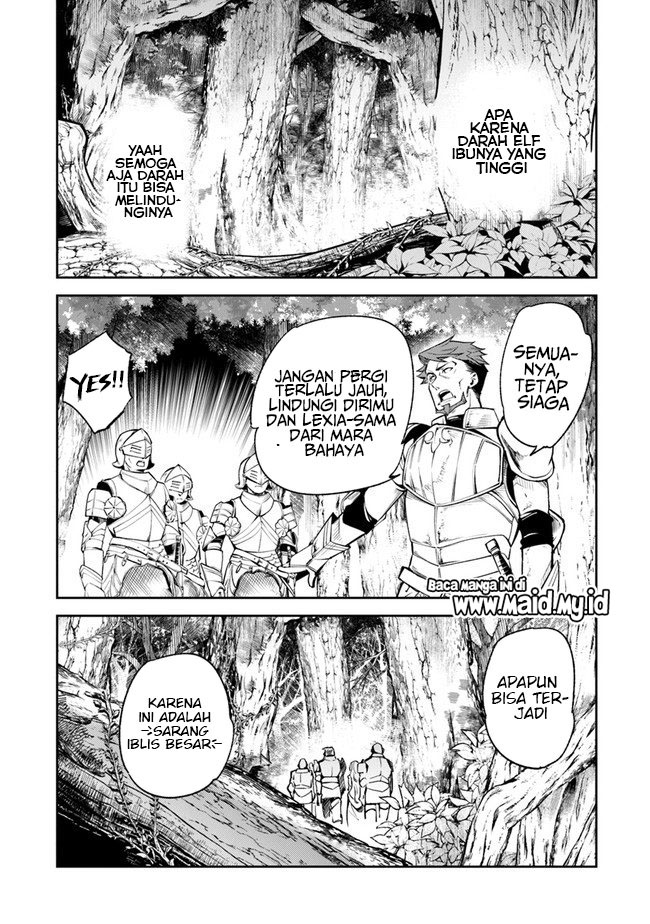 APA
KARENA
DARAH ELF
IBUNYA YANG
TINGGI
YAAH
SEMOGA
AJA DARAH
ITU BISA
MELINDU-
NGINYA
SEMUA-
NYA, TETAP
SIAGA
JANGAN PERGI
TERLALU JAUH,
LINDUNGI DIRIMU
DAN LEXIA-SAMA
DARI MARA
BAHAYA
YES!!
Baca Manga ini di
www.Maid.My.id
APAPUN
BISA TER-
JADI
KARENA
INI ADALAH
->SARANG
IBLIS BESAR<-